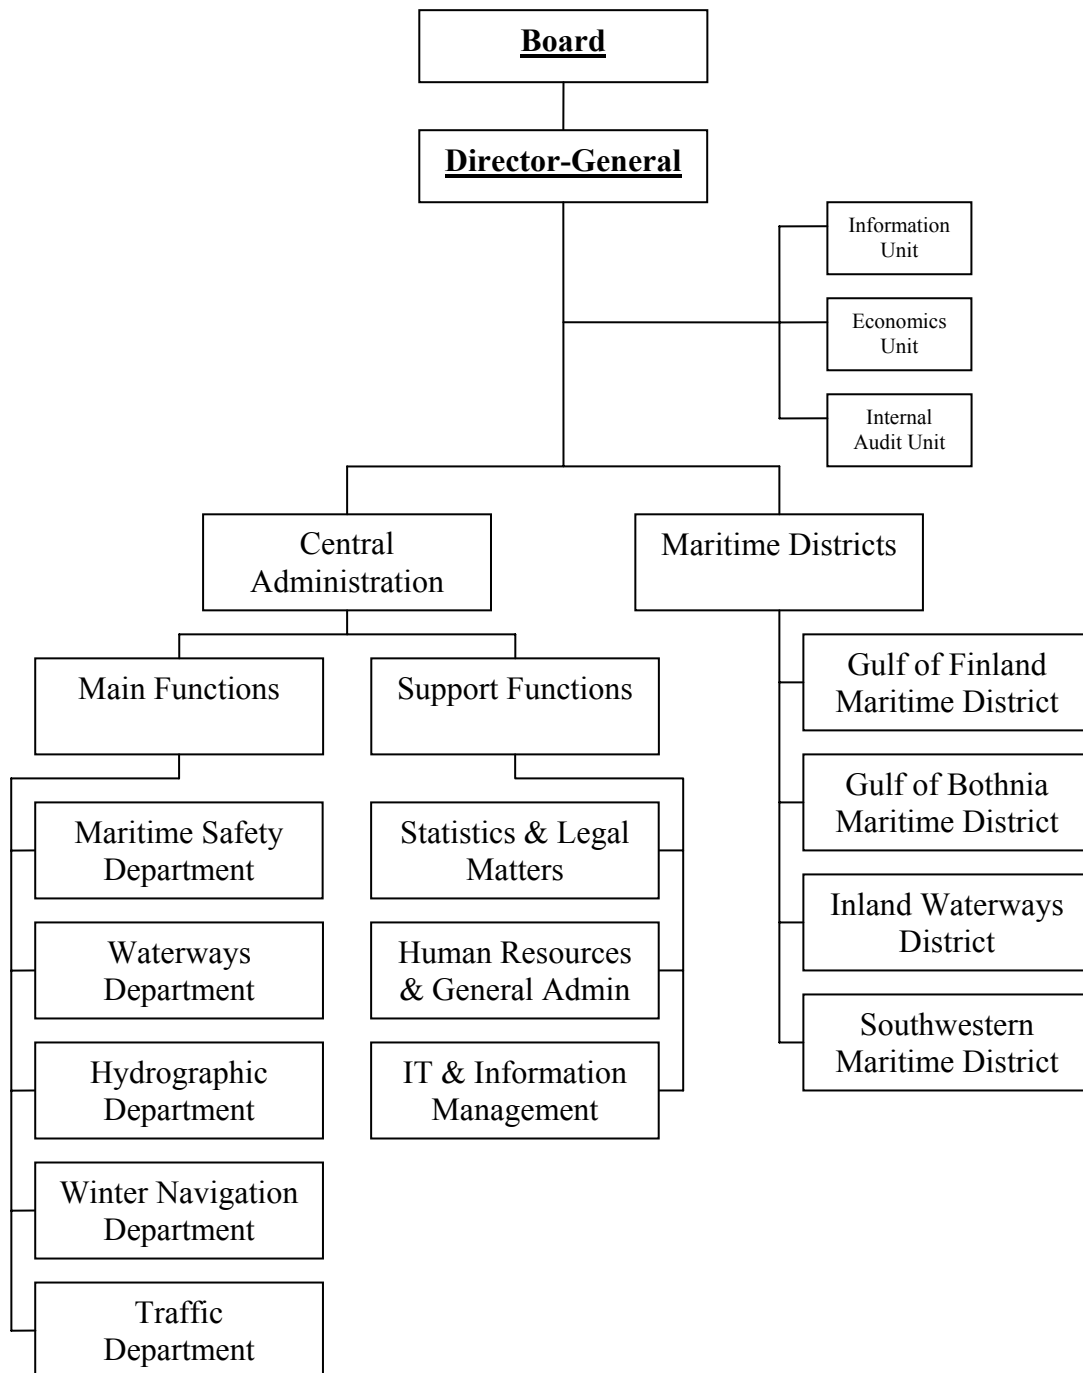 Board
Director-General
Information
Unit
Economics
Unit
Internal
Audit Unit
Central
Administration
Maritime Districts
Main Functions
Support Functions
Maritime Safety
Department
Waterways
Department
Hydrographic
Department
Winter Navigation
Department
Traffic
Department
Statistics & Legal
Matters
Human Resources
& General Admin
IT & Information
Management
Gulf of Finland
Maritime District
Gulf of Bothnia
Maritime District
Inland Waterways
District
Southwestern
Maritime District